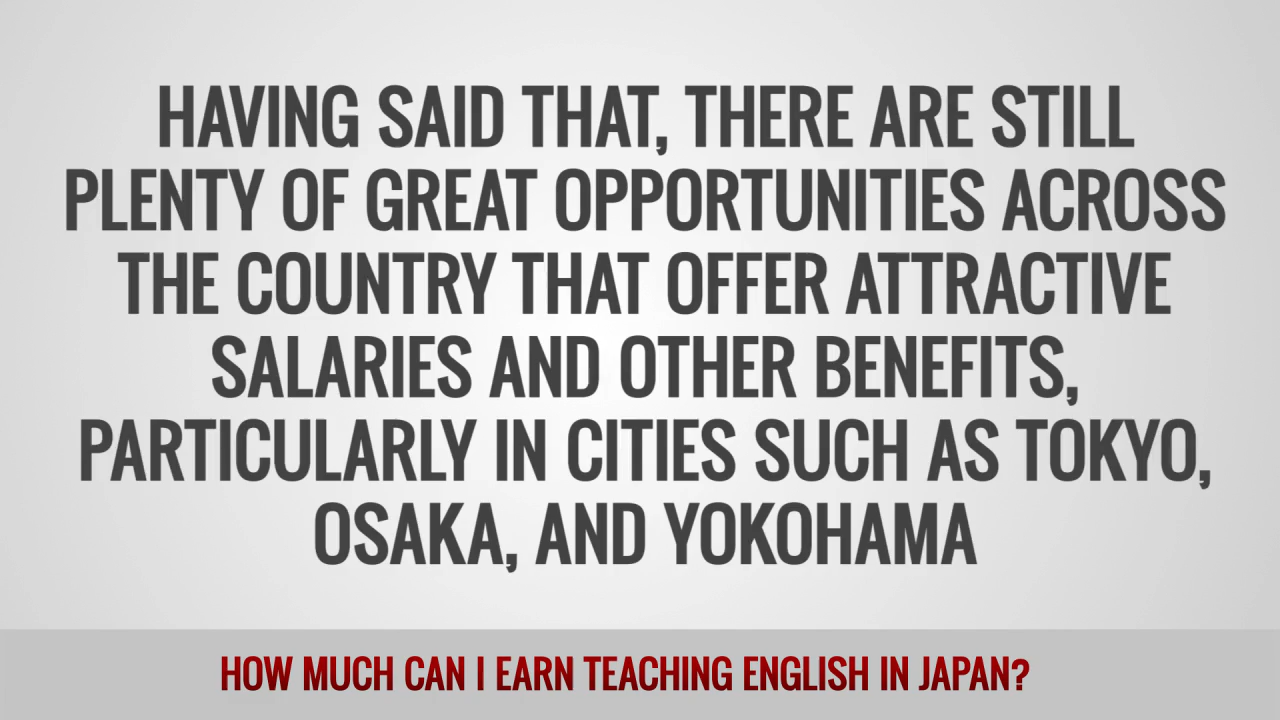 HAVING SAID THAT, THERE ARE STILL
PLENTY OF GREAT OPPORTUNITIES ACROSS
THE COUNTRY THAT OFFER ATTRACTIVE
SALARIES AND OTHER BENEFITS,
PARTICULARLY IN CITIES SUCH AS TOKYO,
OSAKA, AND YOKOHAMA
HOW MUCH CAN I EARN TEACHING ENGLISH IN JAPAN?